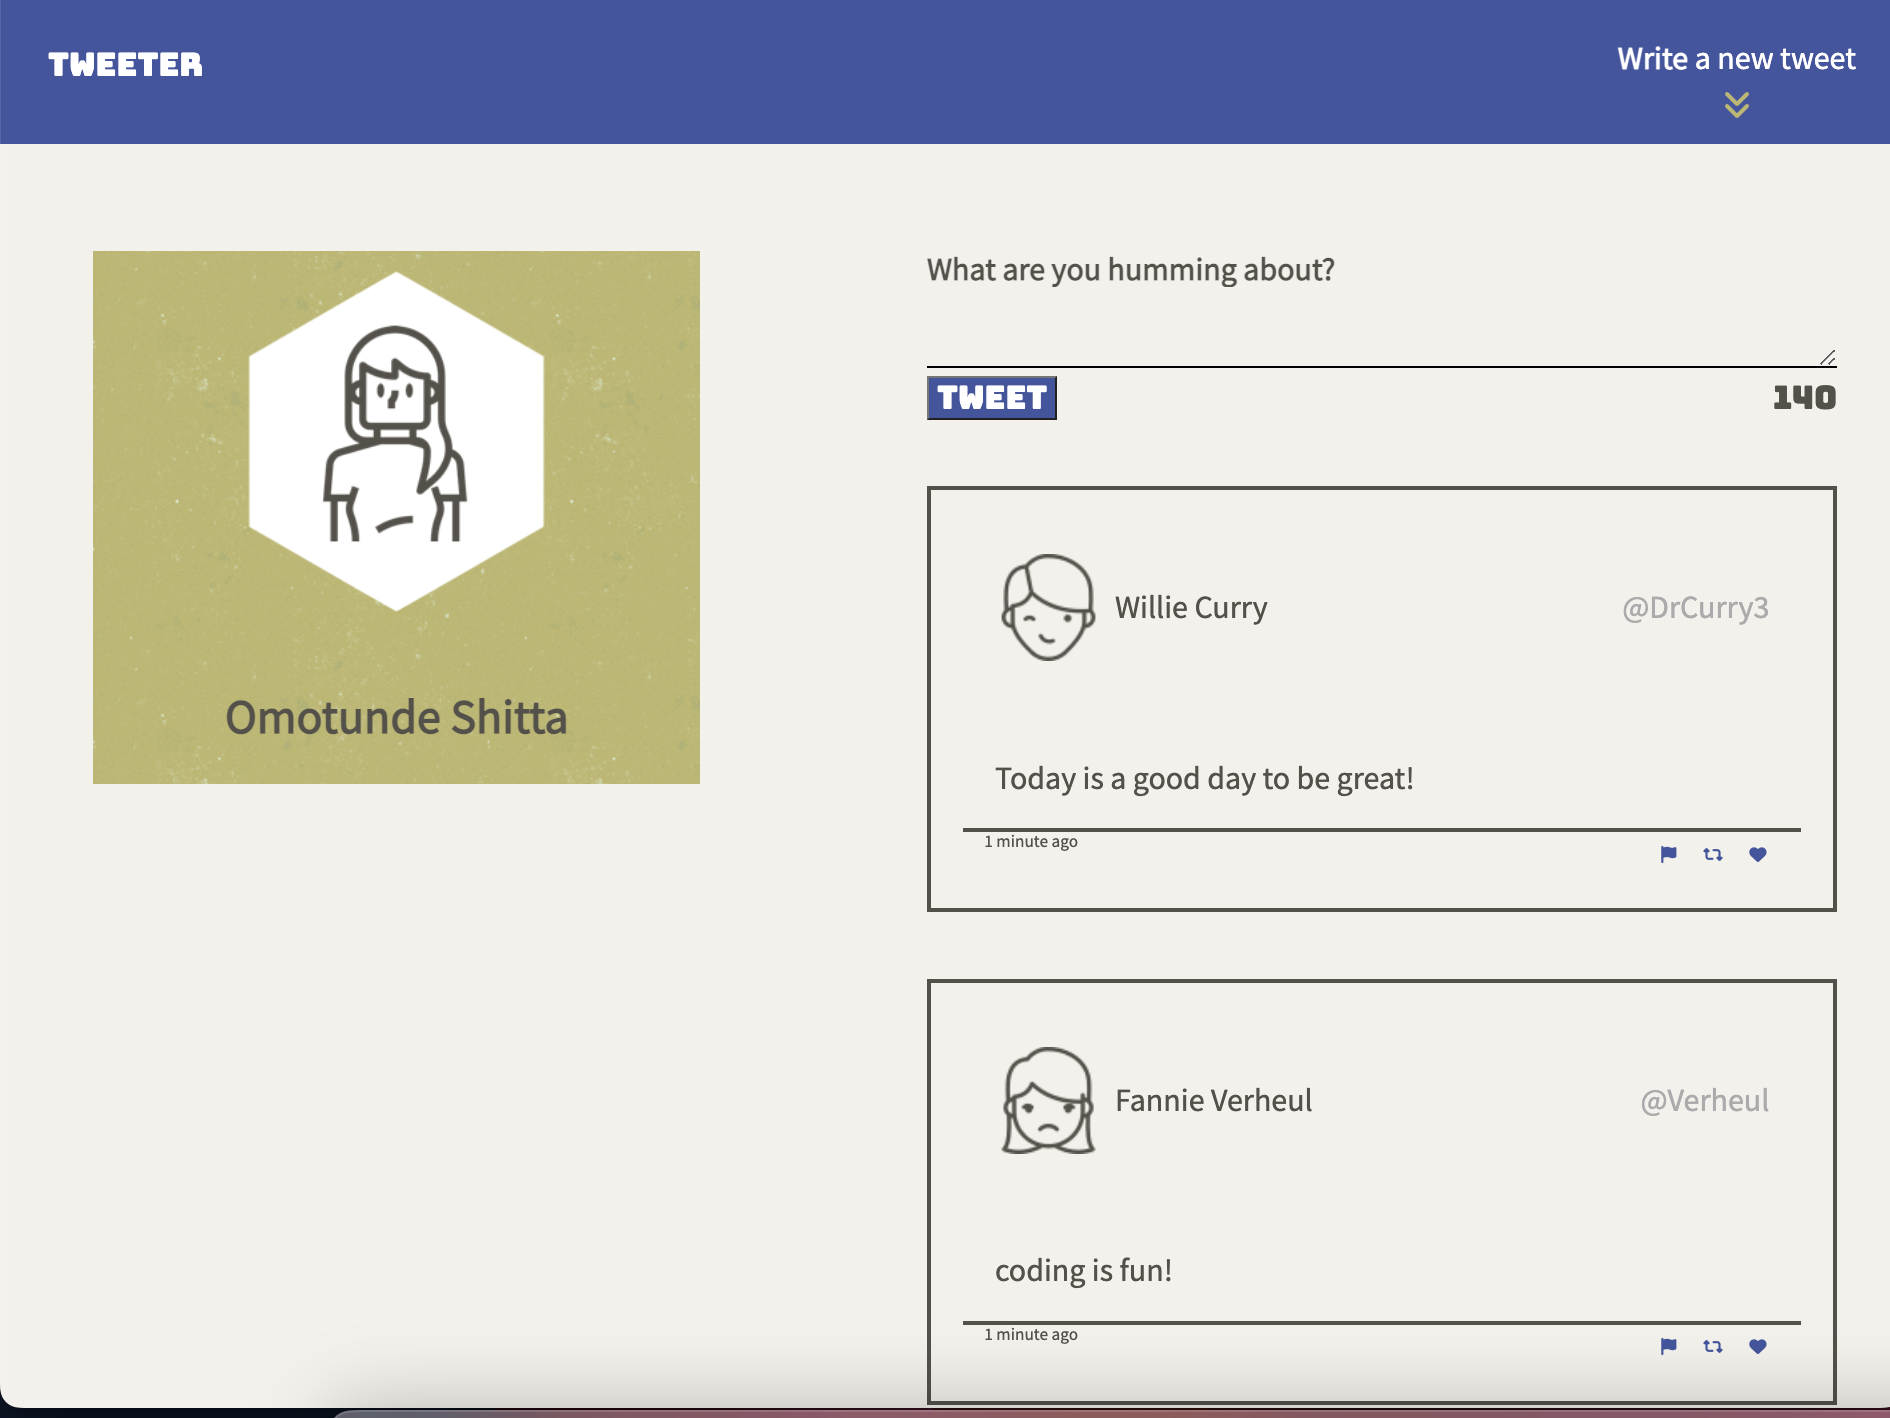 TWEETER
Write a new tweet
Omotunde Shitta
What are you humming about?
TWEET
140
Willie Curry
@DrCurry3
Today is a good day to be great!
1 minute ago
Fannie Verheul
@Verheul
coding is fun!
1 minute ago